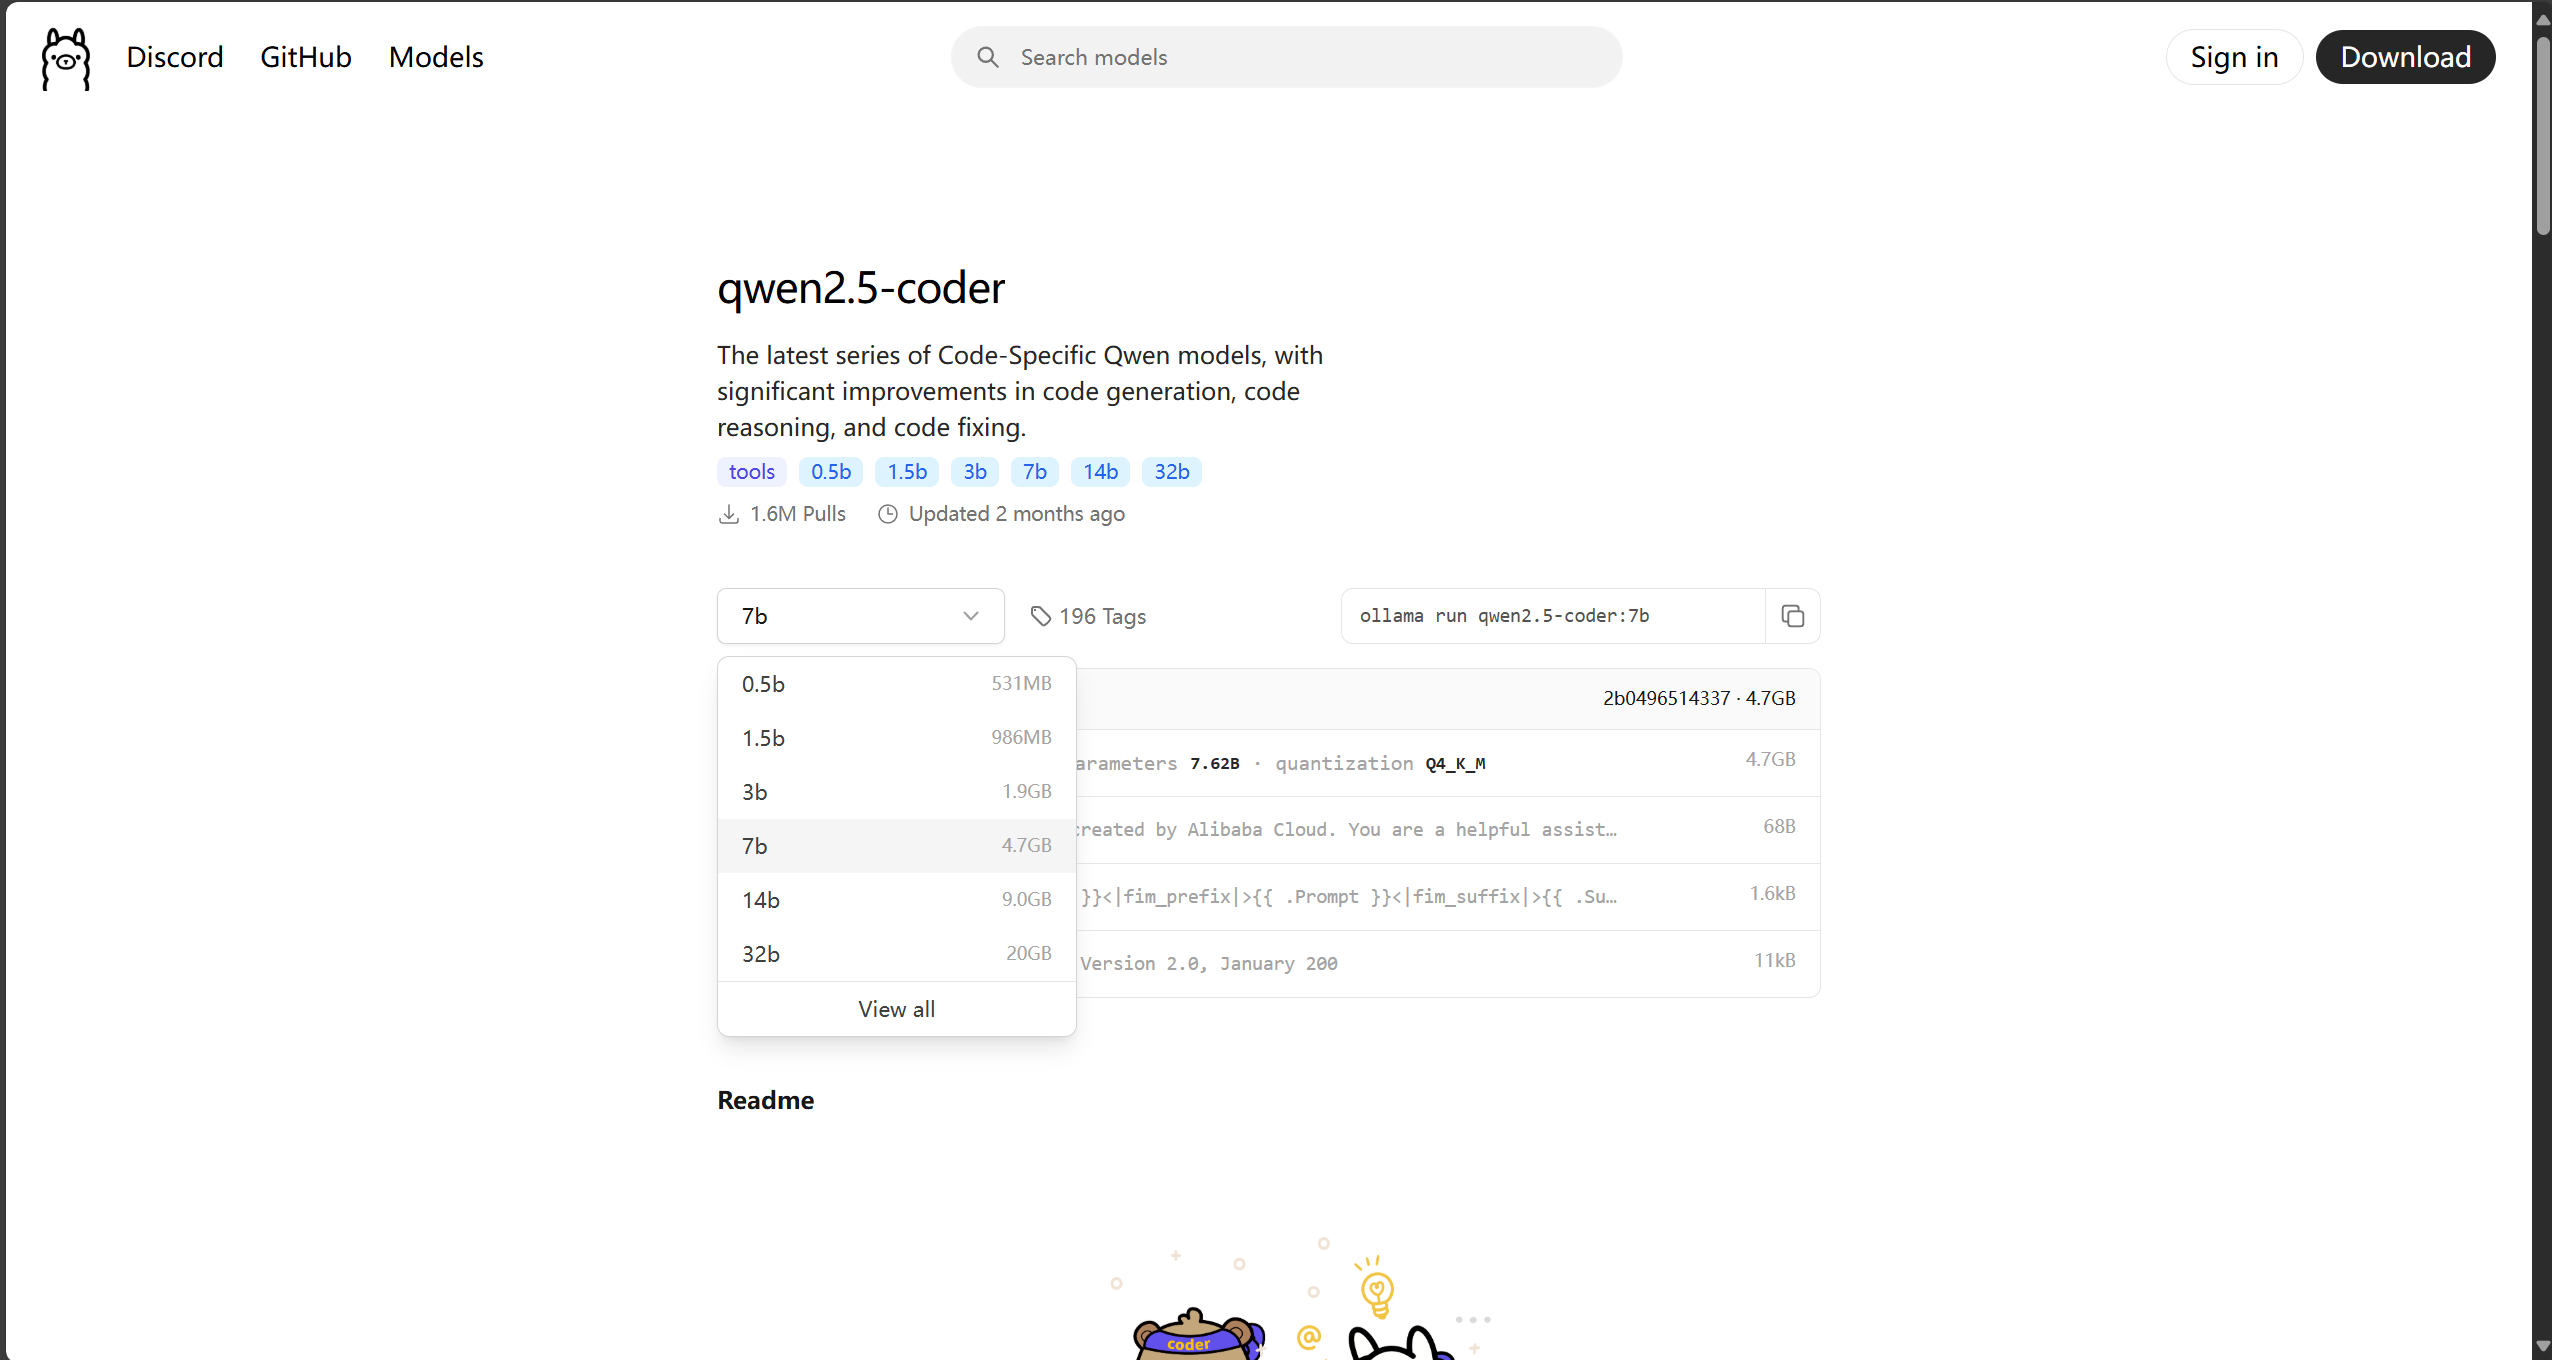 Discord GitHub Models Search models Sign in Download
qwen2.5-coder
The latest series of Code-Specific Qwen models, with
significant improvements in code generation, code
reasoning, and code fixing.
tools 0.5b 1.5b 3b 7b 14b 32b
1.6M Pulls Updated 2 months ago
7b 196 Tags ollama run qwen2.5-coder:7b
0.5b 531MB
1.5b 986MB
3b 1.9GB
7b 4.7GB
14b 9.0GB
32b 20GB
View all
2b0496514337 · 4.7GB
arameters 7.62B · quantization Q4_K_M 4.7GB
created by Alibaba Cloud. You are a helpful assist… 68B
}}<|fim_prefix|>{{ .Prompt }}<|fim_suffix|>{{ .Su… 1.6kB
Version 2.0, January 200 11kB
Readme
coder
@